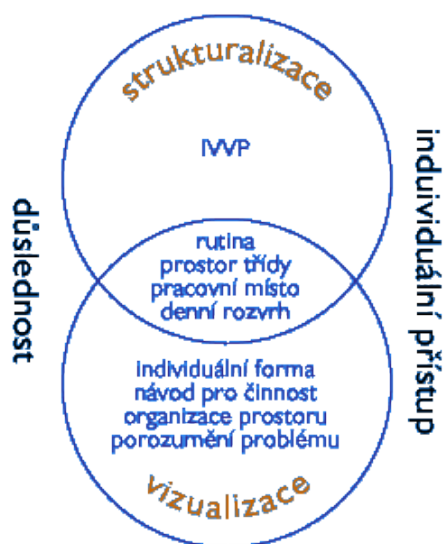 strukturalizace
IVVP
důslednost
induividuální přístup
rutina
prostor třídy
pracovní místo
denní rozvrh
individuální forma
návod pro činnost
organizace prostoru
porozumění problému
vizualizace